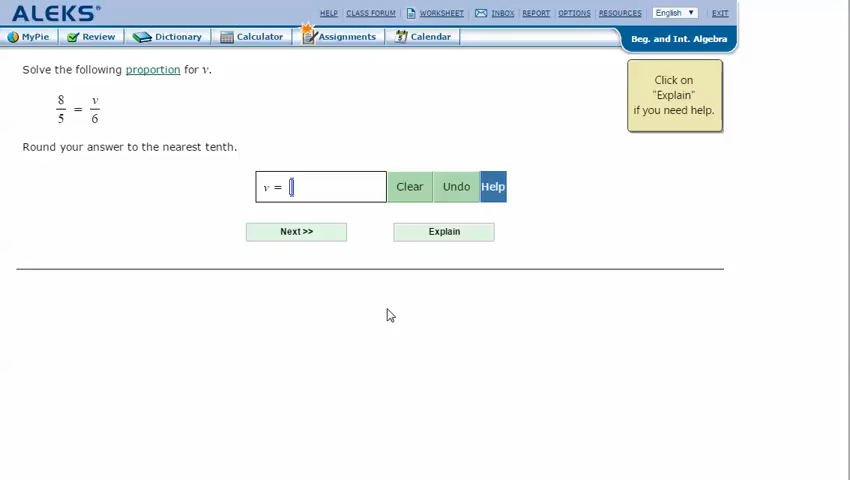 ALEKS®
HELP CLASS FORUM WORKSHEET INBOX REPORT OPTIONS RESOURCES English ▼ EXIT
MyPie Review Dictionary Calculator Assignments Calendar
Beg. and Int. Algebra
Solve the following proportion for v.
8/5 = v/6
Round your answer to the nearest tenth.
Click on
"Explain"
if you need help.
v =
Clear Undo Help
Next >> Explain